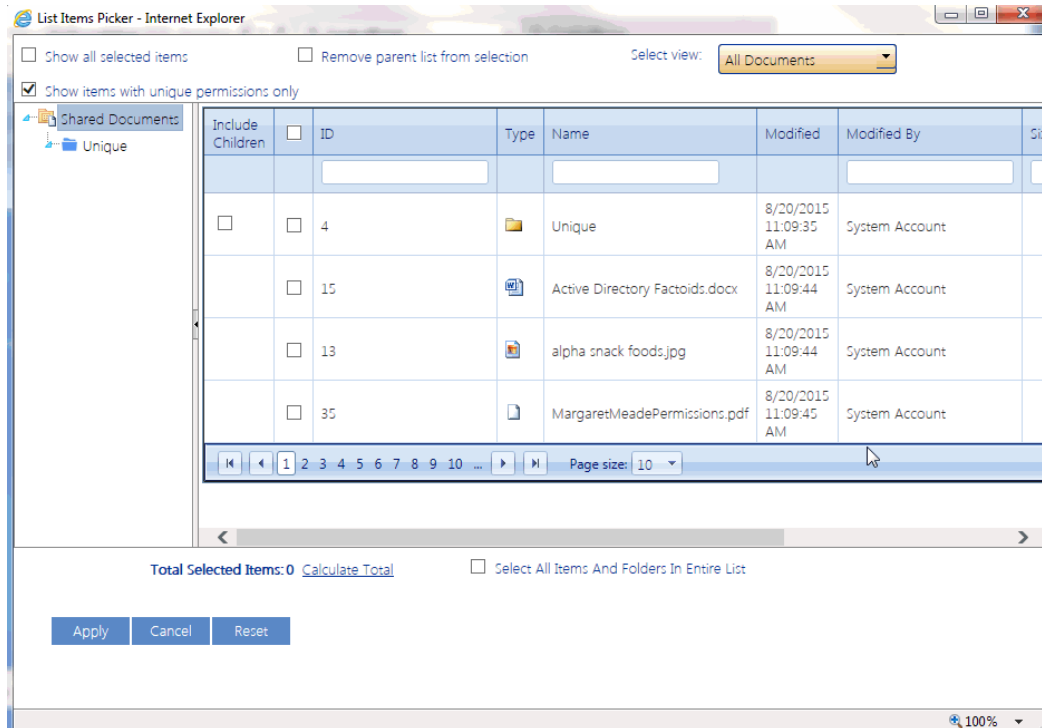 List Items Picker - Internet Explorer
Show all selected items
Remove parent list from selection
Select view:
All Documents
Show items with unique permissions only
Shared Documents
Unique
Include Children
ID
Type
Name
Modified
Modified By
4
Unique
8/20/2015 11:09:35 AM
System Account
15
Active Directory Factoids.docx
8/20/2015 11:09:44 AM
System Account
13
alpha snack foods.jpg
8/20/2015 11:09:44 AM
System Account
35
MargaretMeadePermissions.pdf
8/20/2015 11:09:45 AM
System Account
1 2 3 4 5 6 7 8 9 10 ...
Page size: 10
Total Selected Items: 0 Calculate Total
Select All Items And Folders In Entire List
Apply
Cancel
Reset
100%